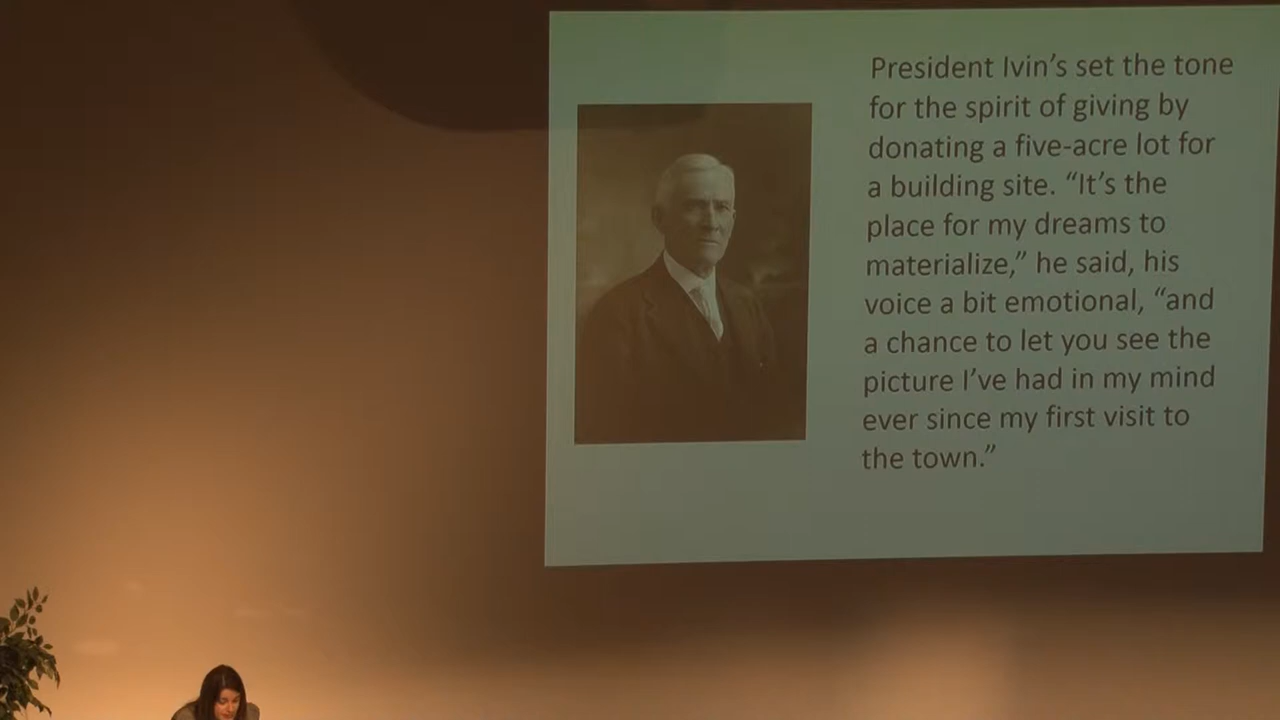 President Ivin’s set the tone
for the spirit of giving by
donating a five-acre lot for
a building site. “It’s the
place for my dreams to
materialize,” he said, his
voice a bit emotional, “and
a chance to let you see the
picture I’ve had in my mind
ever since my first visit to
the town.”